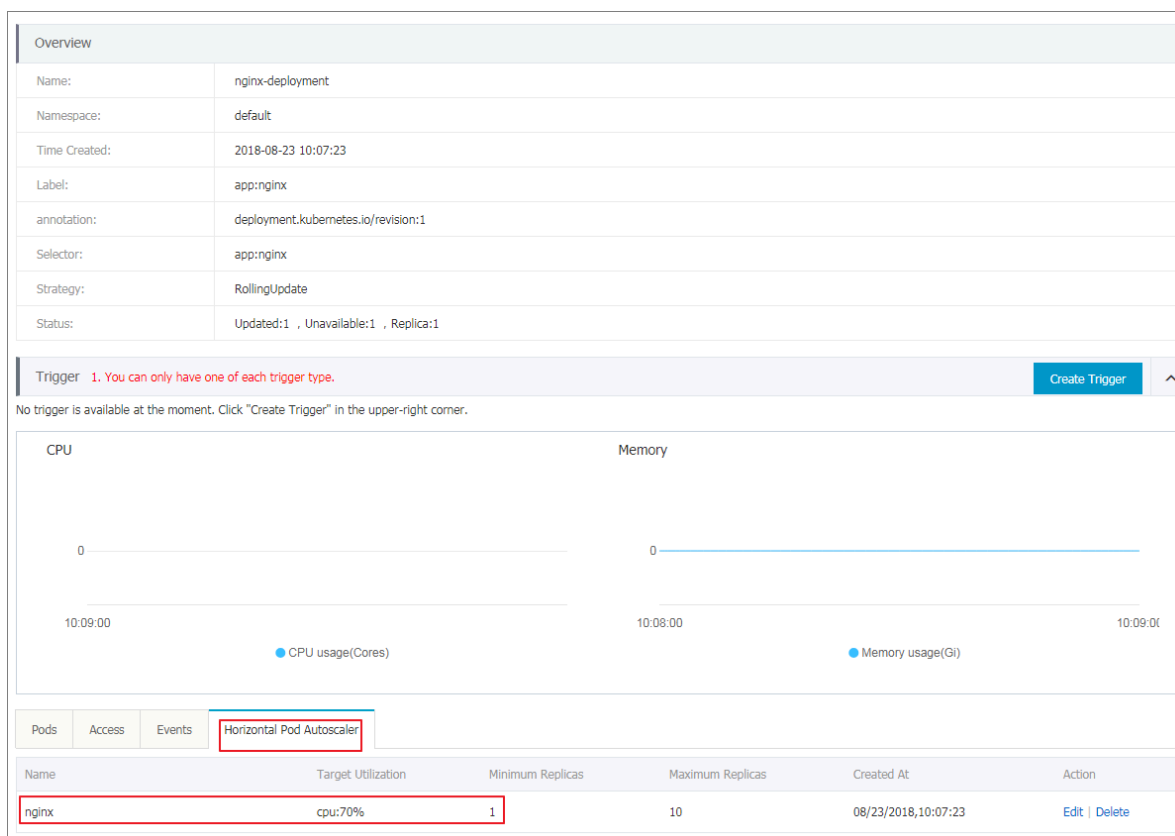 Overview
Name: nginx-deployment
Namespace: default
Time Created: 2018-08-23 10:07:23
Label: app:nginx
annotation: deployment.kubernetes.io/revision:1
Selector: app:nginx
Strategy: RollingUpdate
Status: Updated:1 , Unavailable:1 , Replica:1
Trigger 1. You can only have one of each trigger type. Create Trigger
No trigger is available at the moment. Click "Create Trigger" in the upper-right corner.
CPU Memory
0 0
10:09:00 10:08:00 10:09:00
CPU usage(Cores) Memory usage(Gi)
Pods Access Events Horizontal Pod Autoscaler
Name Target Utilization Minimum Replicas Maximum Replicas Created At Action
nginx cpu:70% 1 10 08/23/2018,10:07:23 Edit | Delete